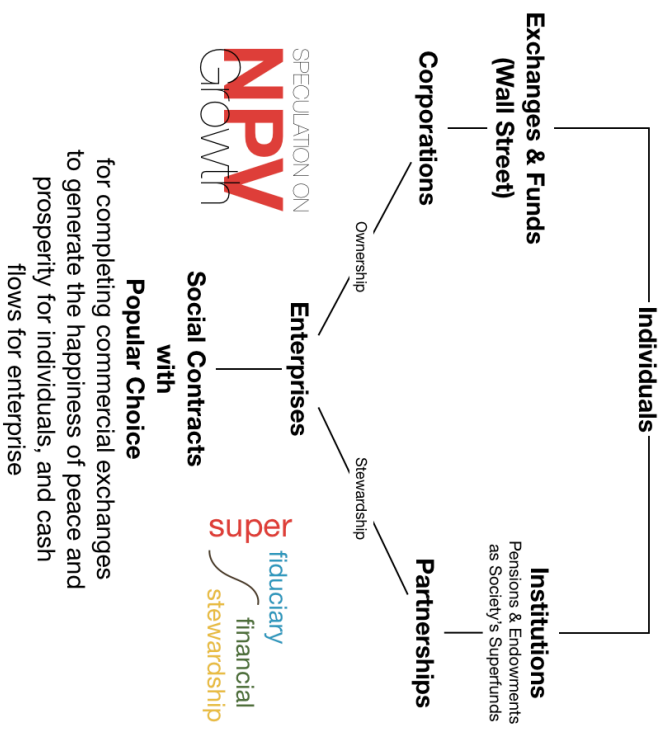 Individuals
Exchanges & Funds
(Wall Street)
Institutions
Pensions & Endowments
as Society's Superfunds
Corporations
Partnerships
Ownership
Stewardship
Enterprises
SPECULATION ON
NPV
Growth
super
fiduciary
financial
stewardship
Social Contracts
with
Popular Choice
for completing commercial exchanges
to generate the happiness of peace and
prosperity for individuals, and cash
flows for enterprise